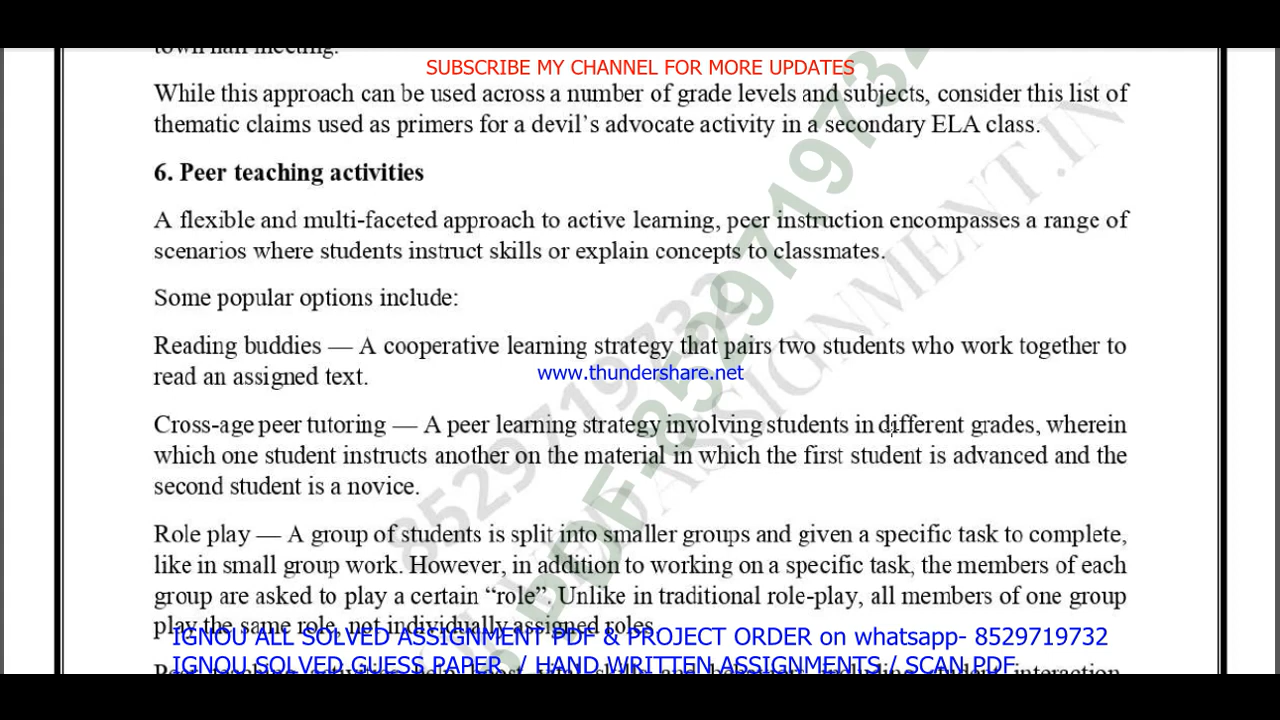 town hall meeting.
SUBSCRIBE MY CHANNEL FOR MORE UPDATES
While this approach can be used across a number of grade levels and subjects, consider this list of
thematic claims used as primers for a devil's advocate activity in a secondary ELA class.
6. Peer teaching activities
A flexible and multi-faceted approach to active learning, peer instruction encompasses a range of
scenarios where students instruct skills or explain concepts to classmates.
Some popular options include:
Reading buddies — A cooperative learning strategy that pairs two students who work together to
read an assigned text.
www.thundershare.net
Cross-age peer tutoring — A peer learning strategy involving students in different grades, wherein
which one student instructs another on the material in which the first student is advanced and the
second student is a novice.
Role play — A group of students is split into smaller groups and given a specific task to complete,
like in small group work. However, in addition to working on a specific task, the members of each
group are asked to play a certain “role”. Unlike in traditional role-play, all members of one group
play the same role, not individually assigned roles.
IGNOU ALL SOLVED ASSIGNMENT PDF & PROJECT ORDER on whatsapp- 8529719732
IGNOU SOLVED GUESS PAPER / HAND WRITTEN ASSIGNMENTS / SCAN PDF
interaction,
PDF-8529719732
8529719732
ASSIGNMENT.IN